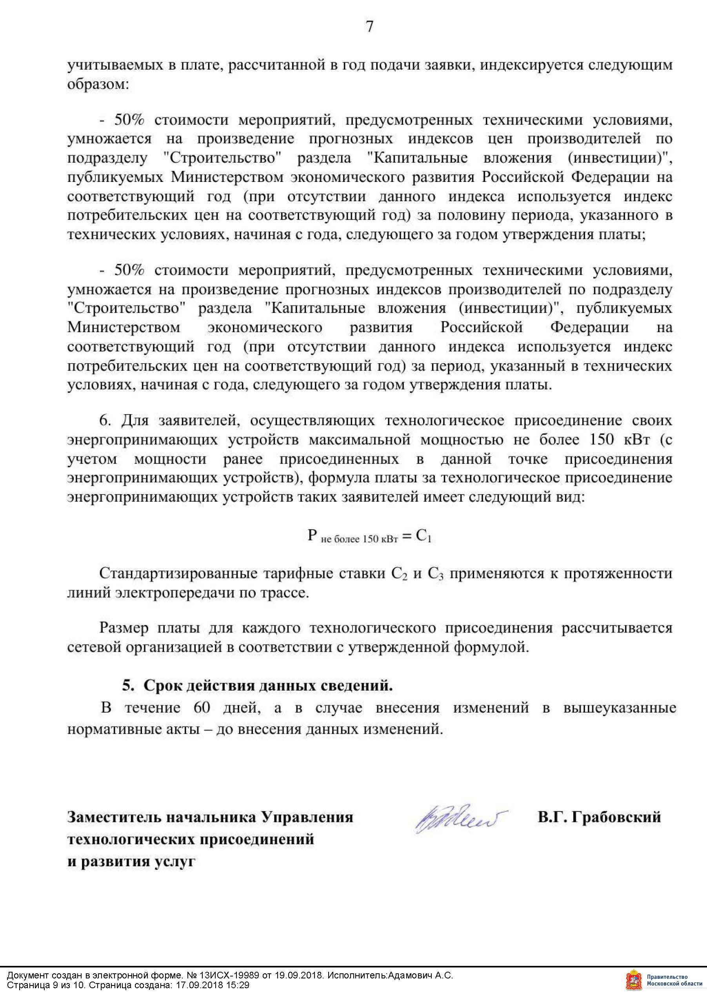 7
учитываемых в плате, рассчитанной в год подачи заявки, индексируется следующим
образом:
- 50% стоимости мероприятий, предусмотренных техническими условиями,
умножается на произведение прогнозных индексов цен производителей по
подразделу "Строительство" раздела "Капитальные вложения (инвестиции)",
публикуемых Министерством экономического развития Российской Федерации на
соответствующий год (при отсутствии данного индекса используется индекс
потребительских цен на соответствующий год) за половину периода, указанного в
технических условиях, начиная с года, следующего за годом утверждения платы;
- 50% стоимости мероприятий, предусмотренных техническими условиями,
умножается на произведение прогнозных индексов производителей по подразделу
"Строительство" раздела "Капитальные вложения (инвестиции)", публикуемых
Министерством экономического развития Российской Федерации на
соответствующий год (при отсутствии данного индекса используется индекс
потребительских цен на соответствующий год) за период, указанный в технических
условиях, начиная с года, следующего за годом утверждения платы.
6. Для заявителей, осуществляющих технологическое присоединение своих
энергопринимающих устройств максимальной мощностью не более 150 кВт (с
учетом мощности ранее присоединенных в данной точке присоединения
энергопринимающих устройств), формула платы за технологическое присоединение
энергопринимающих устройств таких заявителей имеет следующий вид:
Р не более 150 кВт = С₁
Стандартизированные тарифные ставки С₂ и С₃ применяются к протяженности
линий электропередачи по трассе.
Размер платы для каждого технологического присоединения рассчитывается
сетевой организацией в соответствии с утвержденной формулой.
5. Срок действия данных сведений.
В течение 60 дней, а в случае внесения изменений в вышеуказанные
нормативные акты – до внесения данных изменений.
Заместитель начальника Управления
технологических присоединений
и развития услуг
В.Г. Грабовский
Документ создан в электронной форме. № 13ИСХ-19989 от 19.09.2018. Исполнитель:Адамович А.С.
Страница 9 из 10. Страница создана: 17.09.2018 15:29
Правительство
Московской области